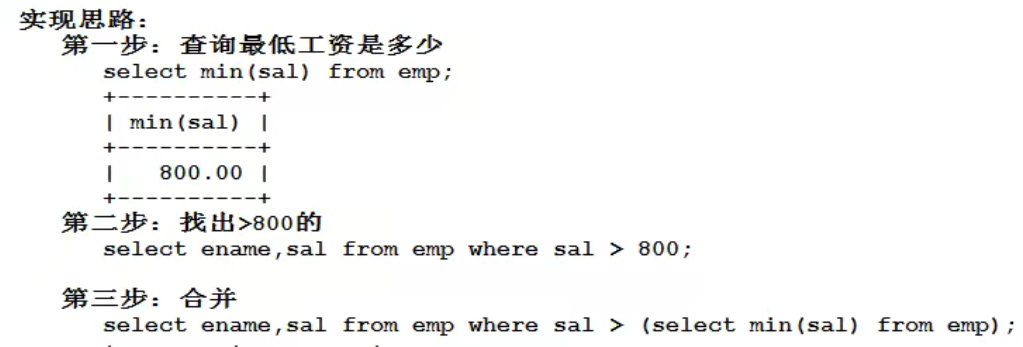 实现思路：
第一步：查询最低工资是多少
select min(sal) from emp;
+----------+
| min(sal) |
+----------+
|   800.00 |
+----------+
第二步：找出>800的
select ename,sal from emp where sal > 800;
第三步：合并
select ename,sal from emp where sal > (select min(sal) from emp);